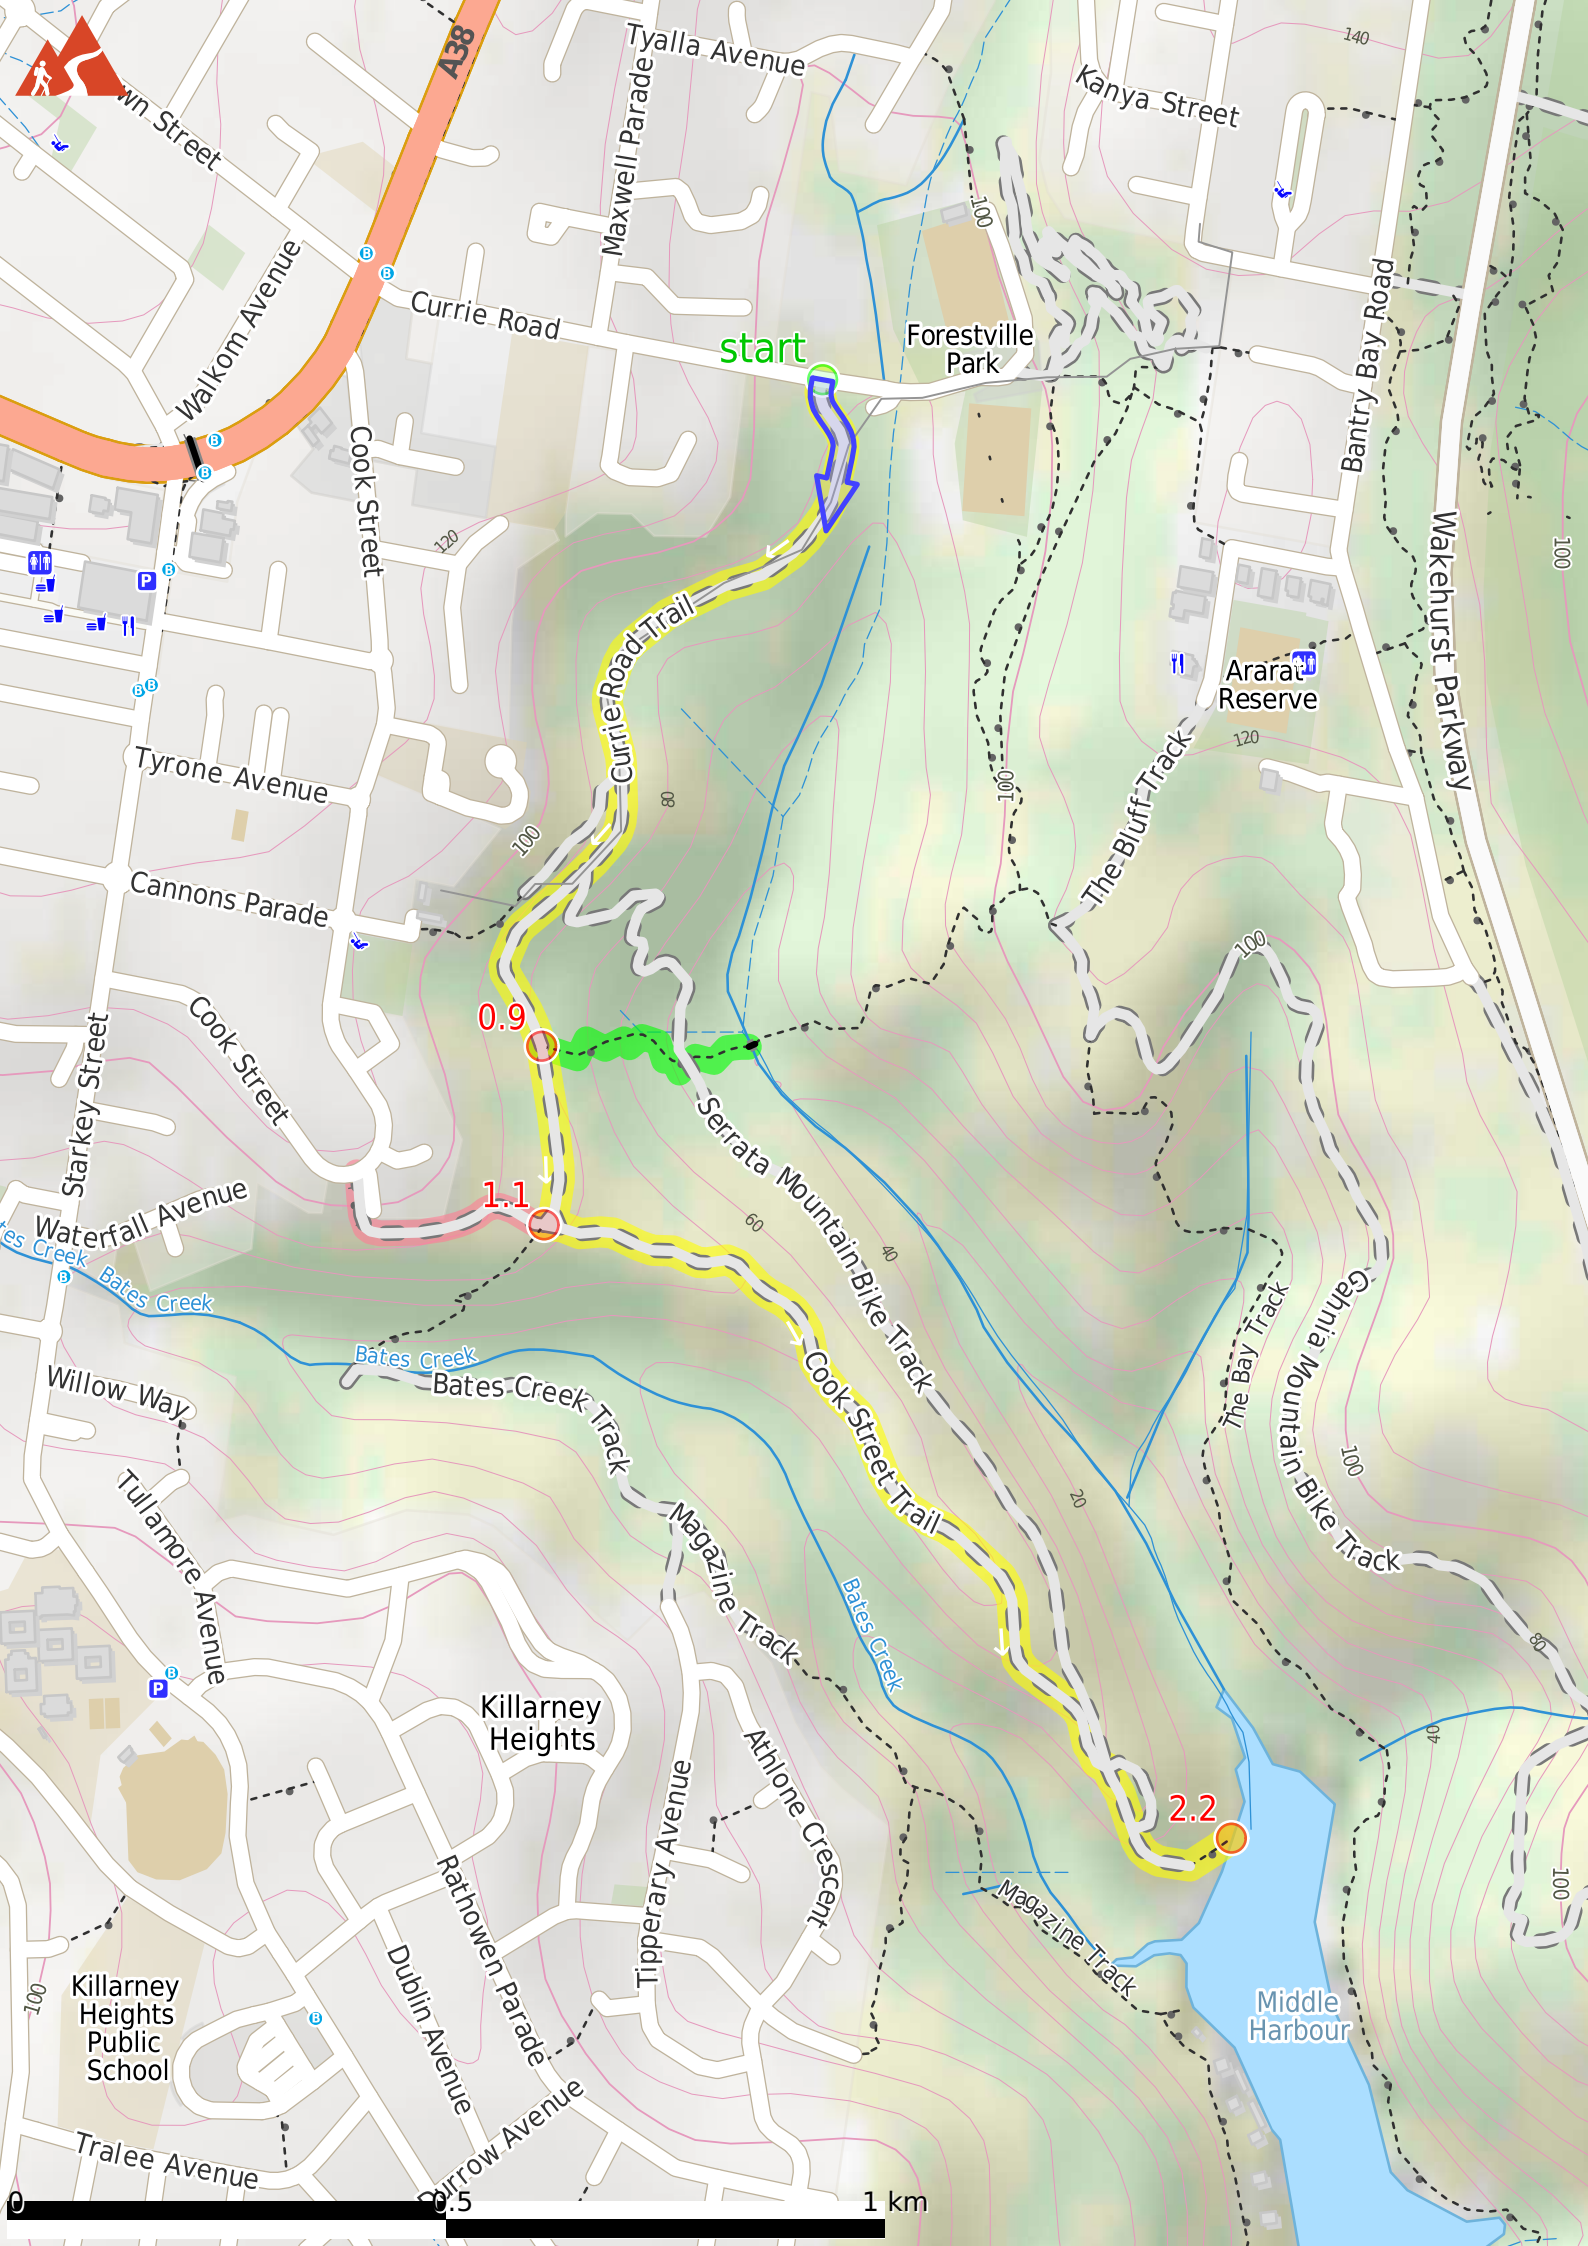 A38
Tyalla Avenue
Kanya Street
140
wn Street
Maxwell Parade
100
Walkom Avenue
Currie Road
Bantry Bay Road
start
Forestville
Park
Cook Street
120
Wakehurst Parkway
100
P
Currie Road Trail
Ararat
Reserve
120
The Bluff Track
Tyrone Avenue
80
100
100
Cannons Parade
100
Cook Street
0.9
Starkey Street
Serrata Mountain Bike Track
Waterfall Avenue
1.1
60
40
tes Creek
Bates Creek
B
Gahnia Mountain Bike Track
The Bay Track
Bates Creek
Willow Way
Bates Creek Track
Cook Street Trail
100
20
Tullamore Avenue
Magazine Track
Bates Creek
80
B
P
Killarney
Heights
40
Athlone Crescent
2.2
Tipperary Avenue
Rathowen Parade
100
Magazine Track
Dublin Avenue
Killarney
Heights
Public
School
100
B
Middle
Harbour
Durrow Avenue
Tralee Avenue
0
0.5
1 km